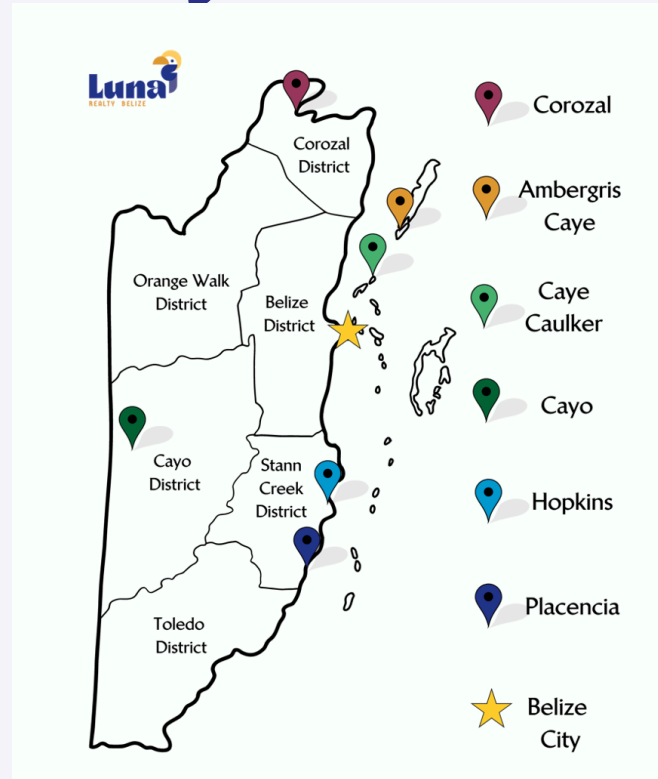 Luna
REALTY BELIZE
Corozal
District
Orange Walk
District
Belize
District
Cayo
District
Stann
Creek
District
Toledo
District
Corozal
Ambergris
Caye
Caye
Caulker
Cayo
Hopkins
Placencia
Belize
City